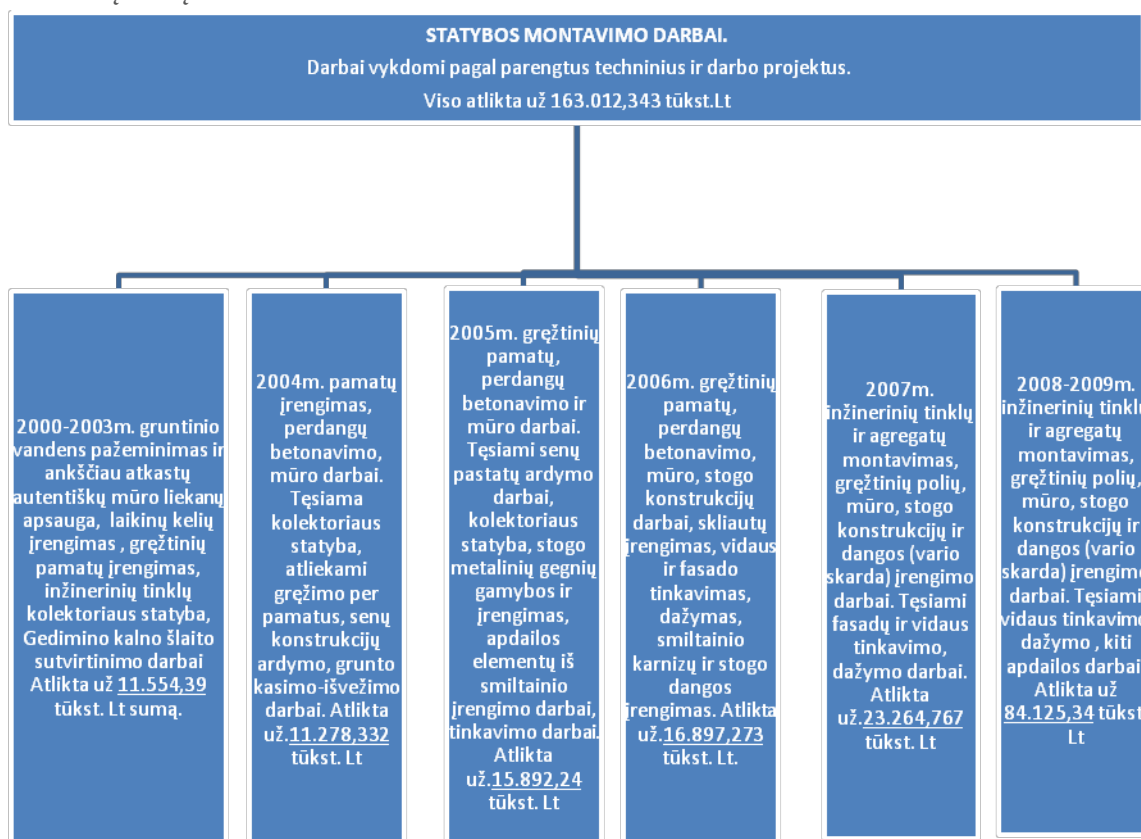 STATYBOS MONTAVIMO DARBAI.
Darbai vykdomi pagal parengtus techninius ir darbo projektus.
Viso atlikta už 163.012,343 tūkst.Lt
2000-2003m. gruntinio
vandens pažeminimas ir
ankščiau atkastų
autentiškų mūro liekanų
apsauga, laikinų kelių
įrengimas , gręžtinių
pamatų įrengimas,
inžinerinių tinklų
kolektoriaus statyba,
Gedimino kalno šlaito
sutvirtinimo darbai
Atlikta už 11.554,39
tūkst. Lt sumą.
2004m. pamatų
įrengimas,
perdangų
betonavimo,
mūro darbai.
Tęsiama
kolektoriaus
statyba,
atliekami
gręžimo per
pamatus, senų
konstrukcijų
ardymo, grunto
kasimo-išvežimo
darbai. Atlikta
už.11.278,332
tūkst. Lt
2005m. gręžtinių
pamatų,
perdangų
betonavimo ir
mūro darbai.
Tęsiami senų
pastatų ardymo
darbai,
kolektoriaus
statyba, stogo
metalinių gegnių
gamybos ir
įrengimas,
apdailos
elementų iš
smiltainio
įrengimo darbai,
tinkavimo darbai.
Atlikta
už.15.892,24
tūkst. Lt
2006m. gręžtinių
pamatų,
perdangų
betonavimo,
mūro, stogo
konstrukcijų
darbai, skliautų
įrengimas, vidaus
ir fasado
tinkavimas,
dažymas,
smiltainio
karnizų ir stogo
dangos
įrengimas. Atlikta
už.16.897,273
tūkst. Lt.
2007m.
inžinerinių tinklų
ir agregatų
montavimas,
gręžtinių polių,
mūro, stogo
konstrukcijų ir
dangos (vario
skarda) įrengimo
darbai. Tęsiami
fasadų ir vidaus
tinkavimo,
dažymo darbai.
Atlikta
už.23.264,767
tūkst. Lt
2008-2009m.
inžinerinių tinklų
ir agregatų
montavimas,
gręžtinių polių,
mūro, stogo
konstrukcijų ir
dangos (vario
skarda) įrengimo
darbai. Tęsiami
vidaus tinkavimo
dažymo , kiti
apdailos darbai
Atlikta už
84.125,34 tūkst.
Lt